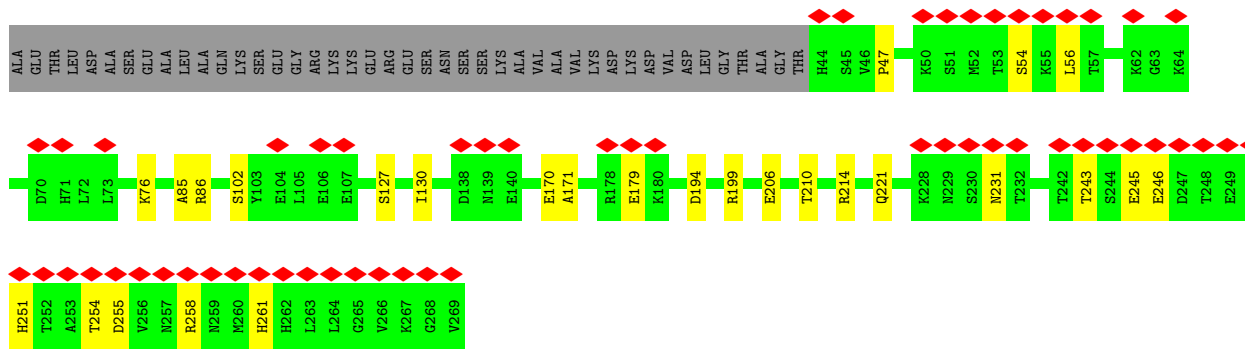 ALA GLU THR LEU ASP ALA SER GLU ALA LEU ALA GLN LYS SER GLU GLY ARG LYS LYS GLU ARG GLU SER ASN SER SER LYS ALA VAL ALA VAL LYS ASP LYS ASP VAL ASP LEU GLY THR ALA GLY THR H44 S45 V46 P47 K50 S51 M52 T53 S54 K55 L56 T57 K62 G63 K64
D70 H71 L72 L73 K76 A85 R86 S102 Y103 E104 L105 E106 E107 S127 I130 D138 N139 E140 E170 A171 R178 E179 K180 D194 R199 E206 T210 R214 Q221 K228 N229 S230 N231 T232 T242 T243 S244 E245 E246 D247 T248 E249
H251 T252 A253 T254 D255 V256 N257 R258 N259 M260 H261 H262 L263 L264 G265 V266 K267 G268 V269